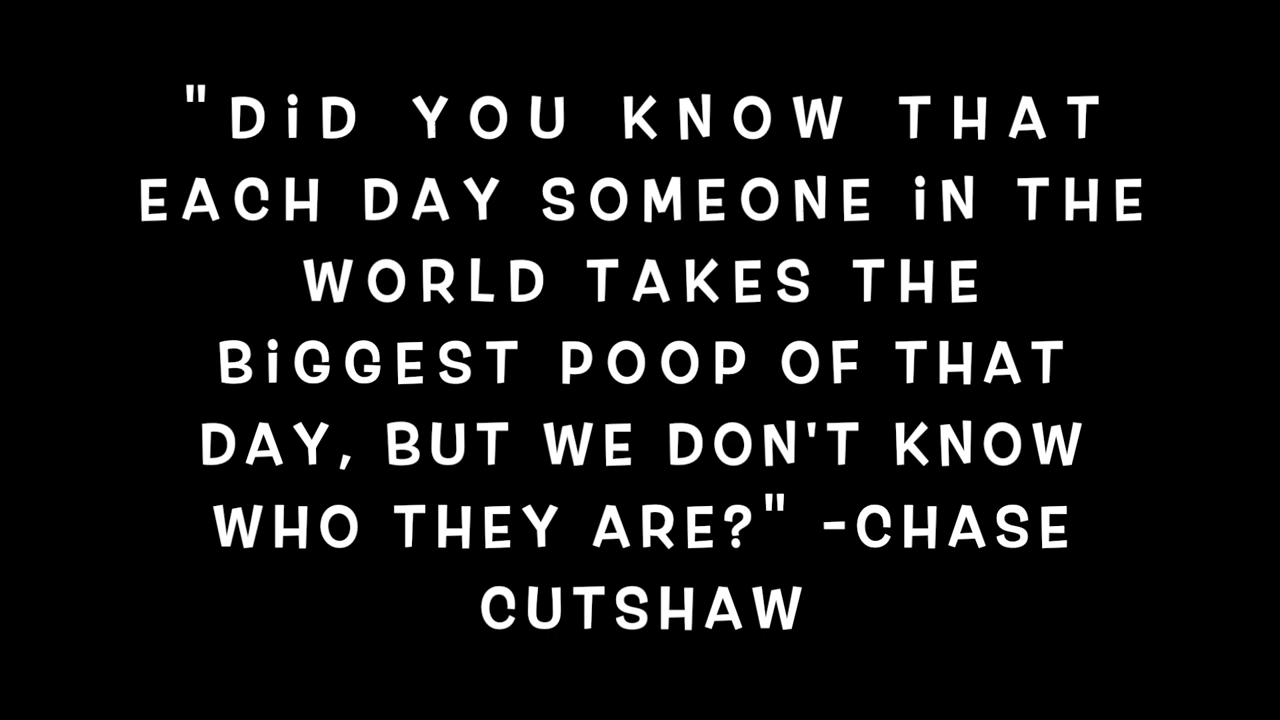 "DiD YOU KNOW THAT
EACH DAY SOMEONE iN THE
WORLD TAKES THE
BiGGEST POOP OF THAT
DAY, BUT WE DON'T KNOW
WHO THEY ARE?" -CHASE
CUTSHAW